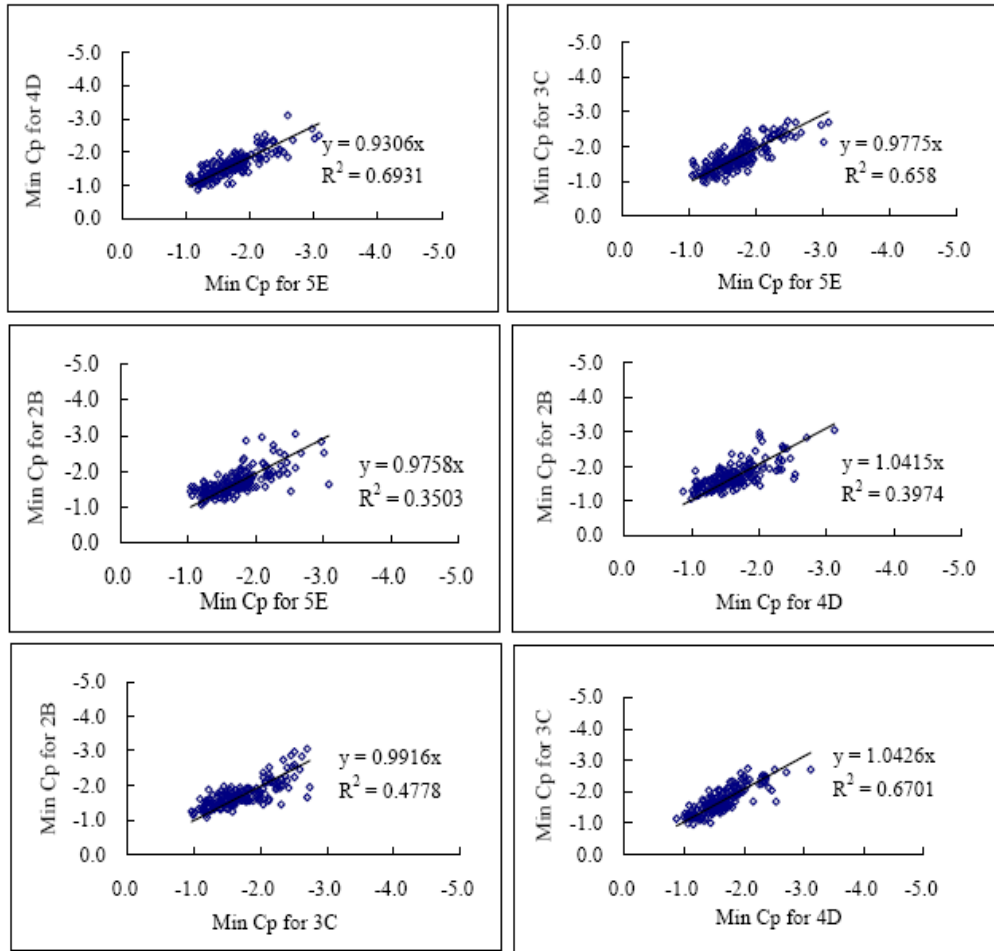 Min Cp for 4D
-5.0
-4.0
-3.0
-2.0
-1.0
0.0
y = 0.9306x
R² = 0.6931
0.0 -1.0 -2.0 -3.0 -4.0 -5.0
Min Cp for 5E
Min Cp for 3C
-5.0
-4.0
-3.0
-2.0
-1.0
0.0
y = 0.9775x
R² = 0.658
0.0 -1.0 -2.0 -3.0 -4.0 -5.0
Min Cp for 5E
Min Cp for 2B
-5.0
-4.0
-3.0
-2.0
-1.0
0.0
y = 0.9758x
R² = 0.3503
0.0 -1.0 -2.0 -3.0 -4.0 -5.0
Min Cp for 5E
Min Cp for 2B
-5.0
-4.0
-3.0
-2.0
-1.0
0.0
y = 1.0415x
R² = 0.3974
0.0 -1.0 -2.0 -3.0 -4.0 -5.0
Min Cp for 4D
Min Cp for 2B
-5.0
-4.0
-3.0
-2.0
-1.0
0.0
y = 0.9916x
R² = 0.4778
0.0 -1.0 -2.0 -3.0 -4.0 -5.0
Min Cp for 3C
Min Cp for 3C
-5.0
-4.0
-3.0
-2.0
-1.0
0.0
y = 1.0426x
R² = 0.6701
0.0 -1.0 -2.0 -3.0 -4.0 -5.0
Min Cp for 4D